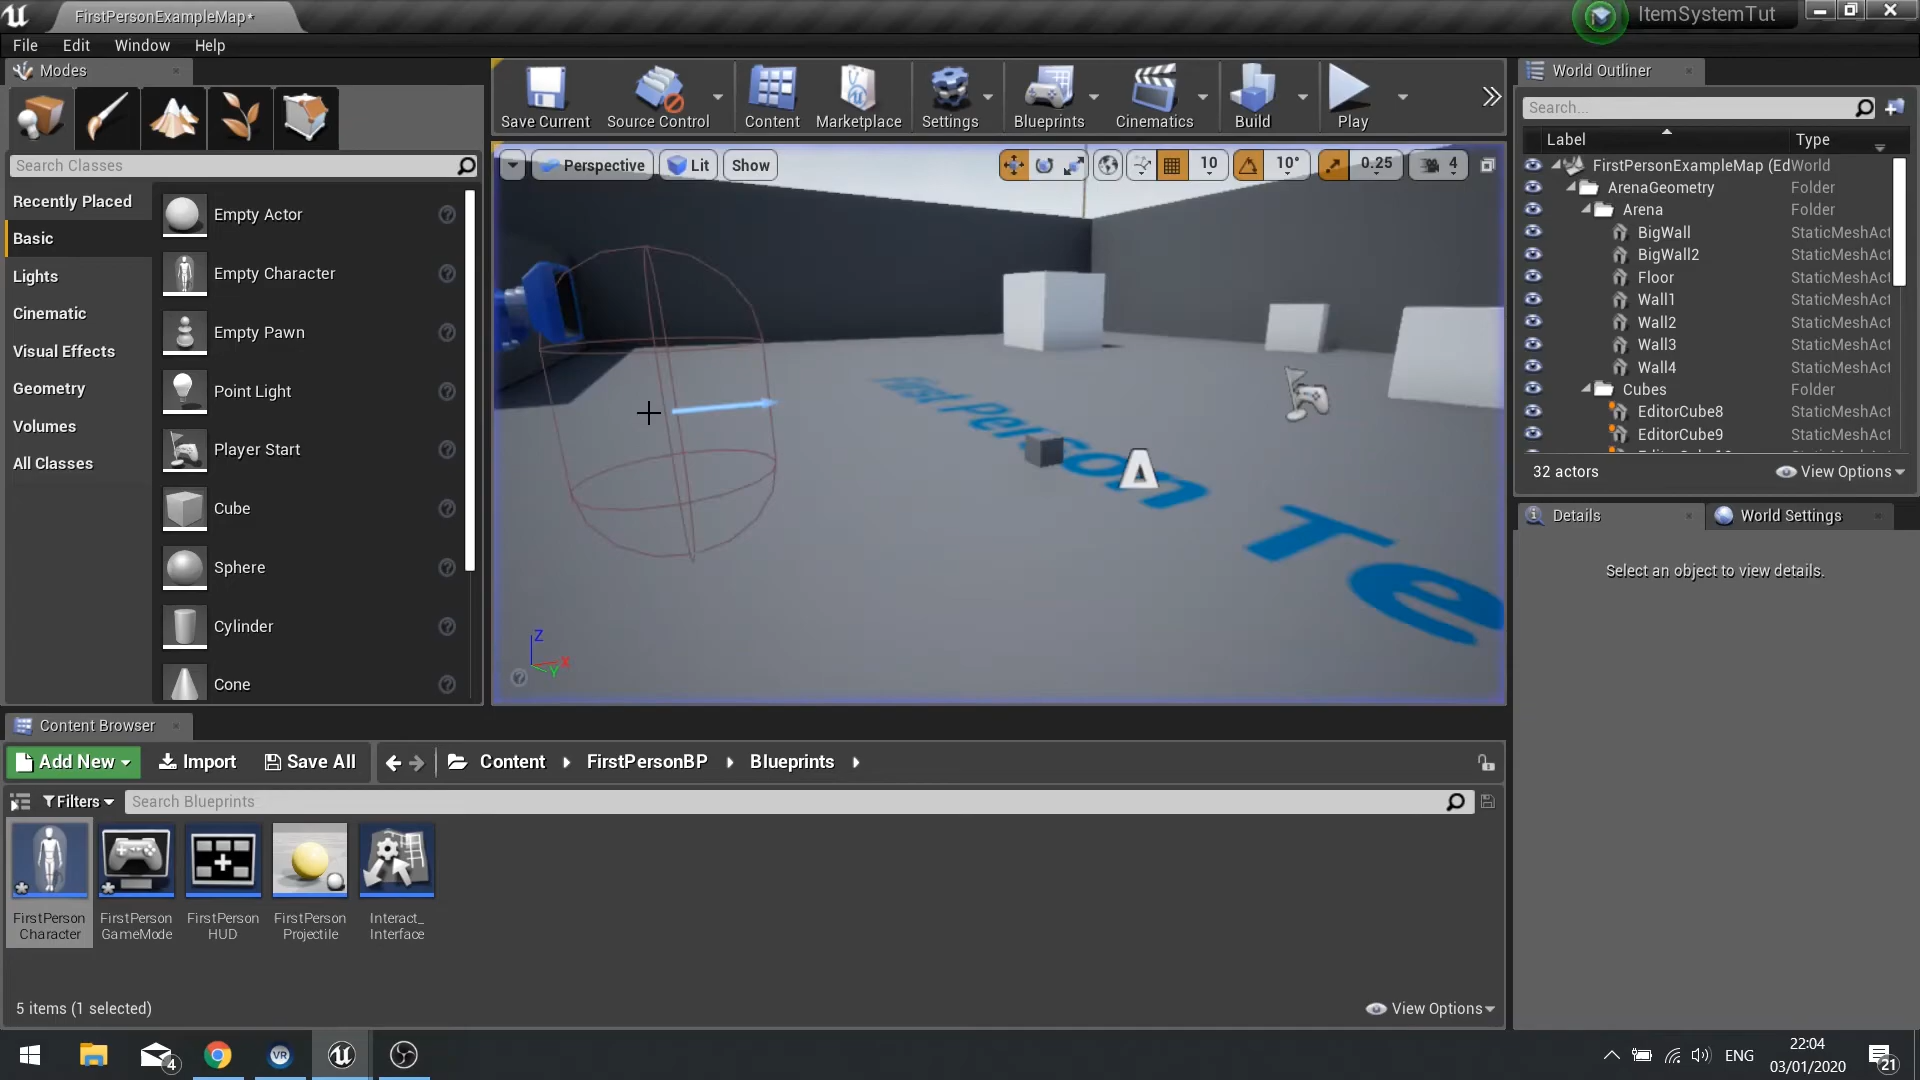 FirstPersonExampleMap*
ItemSystemTut
File Edit Window Help
Modes
Search Classes
Recently Placed
Basic
Lights
Cinematic
Visual Effects
Geometry
Volumes
All Classes
Empty Actor
Empty Character
Empty Pawn
Point Light
Player Start
Cube
Sphere
Cylinder
Cone
Save Current
Source Control
Content
Marketplace
Settings
Blueprints
Cinematics
Build
Play
Perspective
Lit
Show
10
10°
0.25
4
First Person Te
Z
X
Y
World Outliner
Search...
Label Type
FirstPersonExampleMap (Ed World
ArenaGeometry Folder
Arena Folder
BigWall StaticMeshAct
BigWall2 StaticMeshAct
Floor StaticMeshAct
Wall1 StaticMeshAct
Wall2 StaticMeshAct
Wall3 StaticMeshAct
Wall4 StaticMeshAct
Cubes Folder
EditorCube8 StaticMeshAct
EditorCube9 StaticMeshAct
32 actors
View Options
Details
World Settings
Select an object to view details.
Content Browser
Add New
Import
Save All
Content
FirstPersonBP
Blueprints
Filters
Search Blueprints
FirstPerson
Character
FirstPerson
GameMode
FirstPerson
HUD
FirstPerson
Projectile
Interact_
Interface
5 items (1 selected)
View Options
4
VR
ENG
22:04
03/01/2020
21